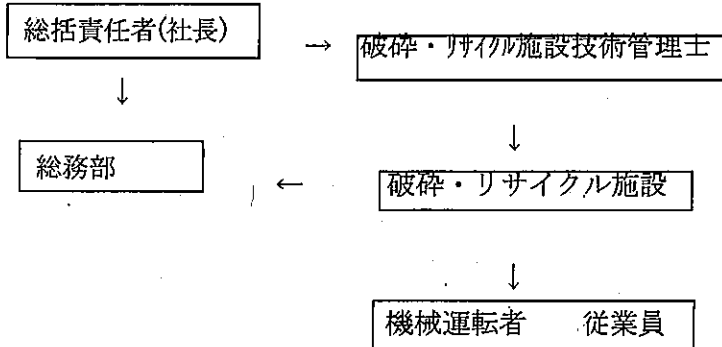 総括責任者(社長)
→
破砕・ﾘｻｲｸﾙ施設技術管理士
↓
↓
総務部
←
破砕・リサイクル施設
↓
機械運転者 従業員